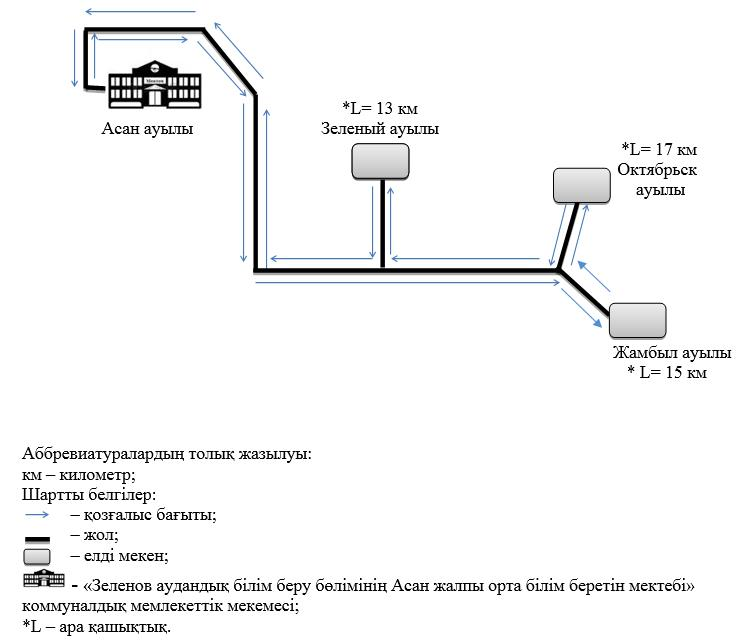 Асан ауылы
*L= 13 км
Зеленый ауылы
*L= 17 км
Октябрьск
ауылы
Жамбыл ауылы
* L= 15 км
Аббревиатуралардың толық жазылуы:
км – километр;
Шартты белгілер:
– қозғалыс бағыты;
– жол;
– елді мекен;
- «Зеленов аудандық білім беру бөлімінің Асан жалпы орта білім беретін мектебі»
коммуналдық мемлекеттік мекемесі;
*L – ара қашықтық.